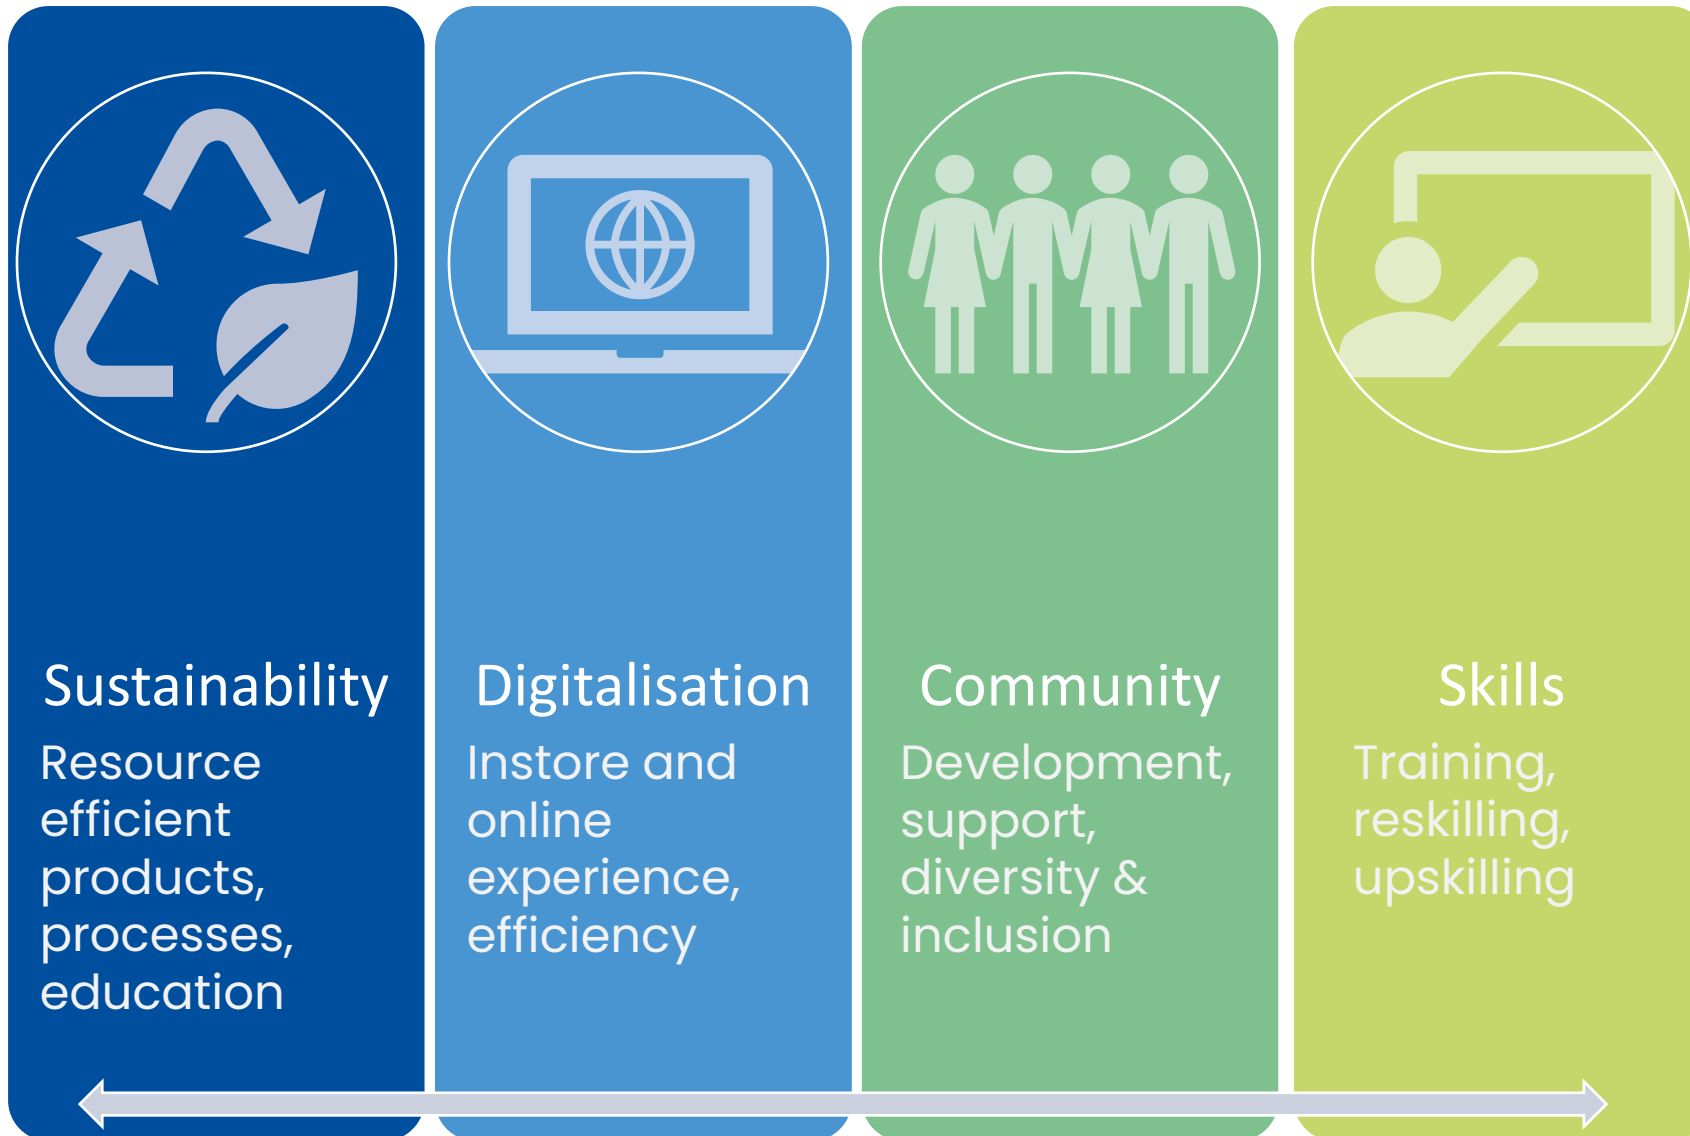 Sustainability
Resource
efficient
products,
processes,
education
Digitalisation
Instore and
online
experience,
efficiency
Community
Development,
support,
diversity &
inclusion
Skills
Training,
reskilling,
upskilling